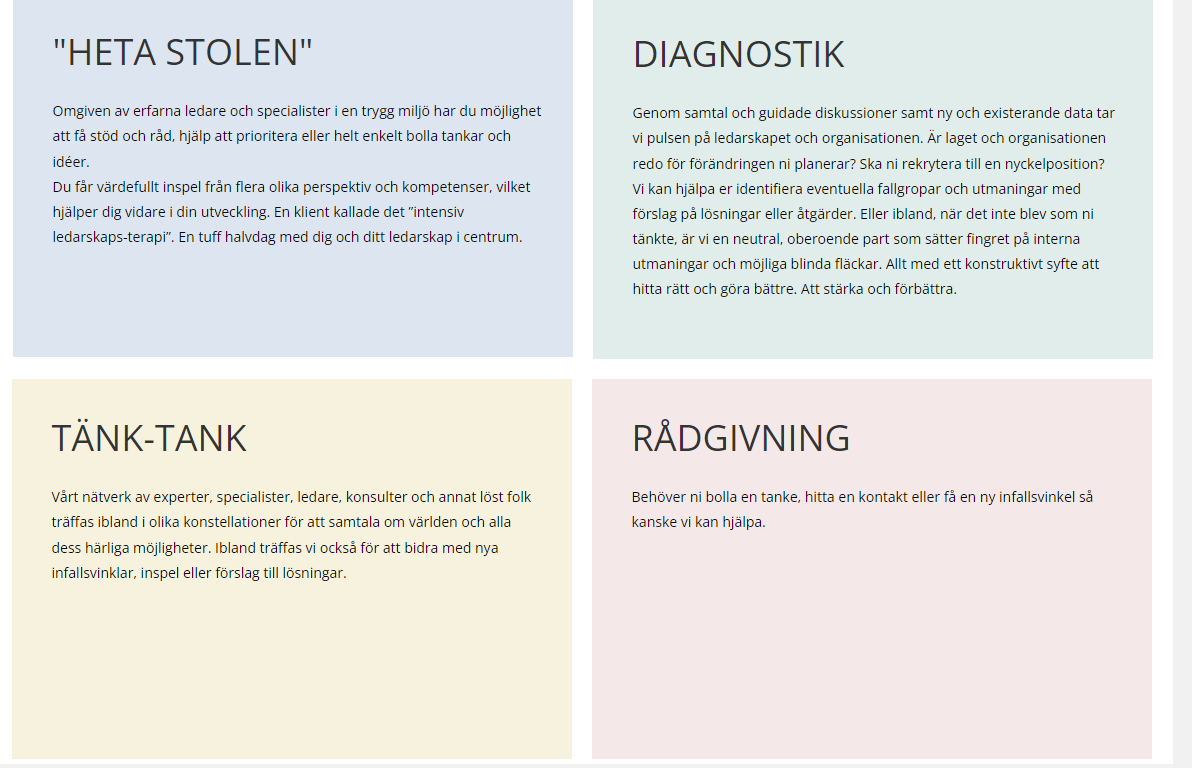 "HETA STOLEN"
Omgiven av erfarna ledare och specialister i en trygg miljö har du möjlighet
att få stöd och råd, hjälp att prioritera eller helt enkelt bolla tankar och
idéer.
Du får värdefullt inspel från flera olika perspektiv och kompetenser, vilket
hjälper dig vidare i din utveckling. En klient kallade det ”intensiv
ledarskaps-terapi”. En tuff halvdag med dig och ditt ledarskap i centrum.
DIAGNOSTIK
Genom samtal och guidade diskussioner samt ny och existerande data tar
vi pulsen på ledarskapet och organisationen. Är laget och organisationen
redo för förändringen ni planerar? Ska ni rekrytera till en nyckelposition?
Vi kan hjälpa er identifiera eventuella fallgropar och utmaningar med
förslag på lösningar eller åtgärder. Eller ibland, när det inte blev som ni
tänkte, är vi en neutral, oberoende part som sätter fingret på interna
utmaningar och möjliga blinda fläckar. Allt med ett konstruktivt syfte att
hitta rätt och göra bättre. Att stärka och förbättra.
TÄNK-TANK
Vårt nätverk av experter, specialister, ledare, konsulter och annat löst folk
träffas ibland i olika konstellationer för att samtala om världen och alla
dess härliga möjligheter. Ibland träffas vi också för att bidra med nya
infallsvinklar, inspel eller förslag till lösningar.
RÅDGIVNING
Behöver ni bolla en tanke, hitta en kontakt eller få en ny infallsvinkel så
kanske vi kan hjälpa.